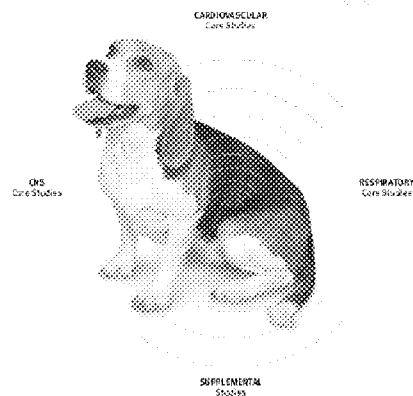 CARDIOVASCULAR
Core Studies
CNS
Core Studies
RESPIRATORY
Core Studies
SUPPLEMENTAL
Studies